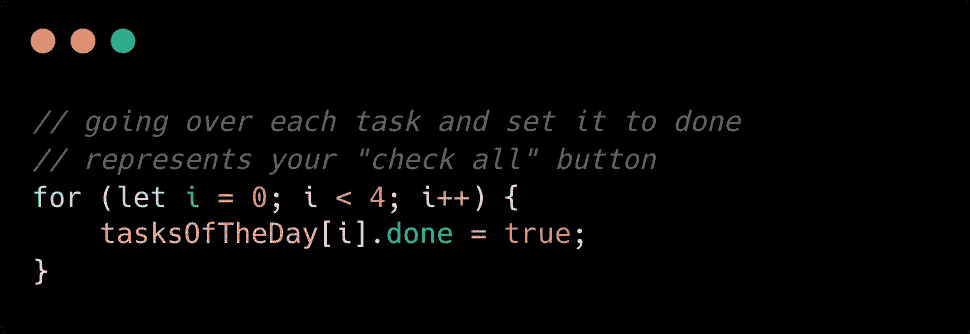 // going over each task and set it to done
// represents your "check all" button
for (let i = 0; i < 4; i++) {
    tasksOfTheDay[i].done = true;
}